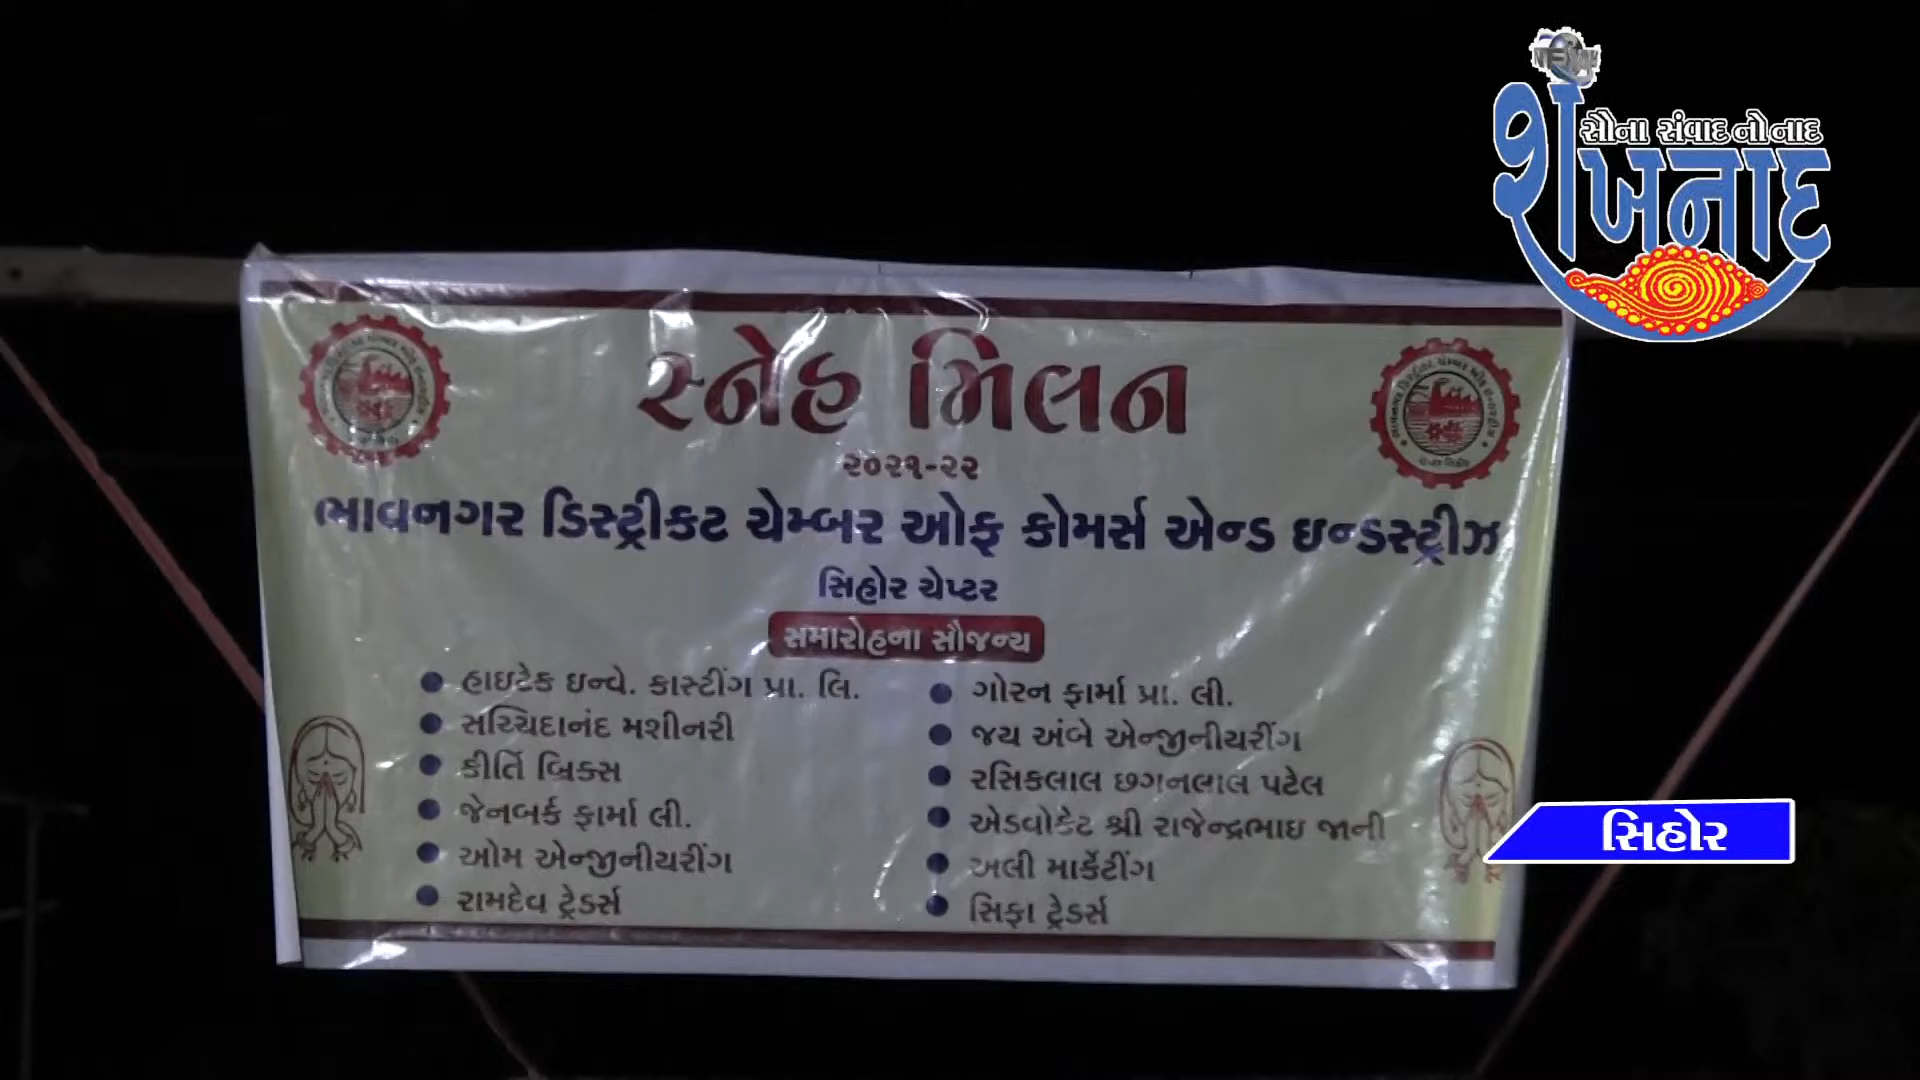 સૌના સંવાદ નો નાદ
શંખનાદ
સ્નેહ મિલન
૨૦૨૧-૨૨
ભાવનગર ડિસ્ટ્રીકટ ચેમ્બર ઓફ કોમર્સ એન્ડ ઇન્ડસ્ટ્રીઝ
સિહોર ચેપ્ટર
સમારોહના સૌજન્ય
હાઇટેક ઇન્વે. કાસ્ટીંગ પ્રા. લિ.
સચ્ચિદાનંદ મશીનરી
કીર્તિ બ્રિક્સ
જેનબર્ક ફાર્મા લી.
ઓમ એન્જીનીયરીંગ
રામદેવ ટ્રેડર્સ
ગોરન ફાર્મા પ્રા. લી.
જય અંબે એન્જીનીયરીંગ
રસિકલાલ છગનલાલ પટેલ
એડવોકેટ શ્રી રાજેન્દ્રભાઇ જાની
અલી માર્કેટીંગ
સિફા ટ્રેડર્સ
સિહોર